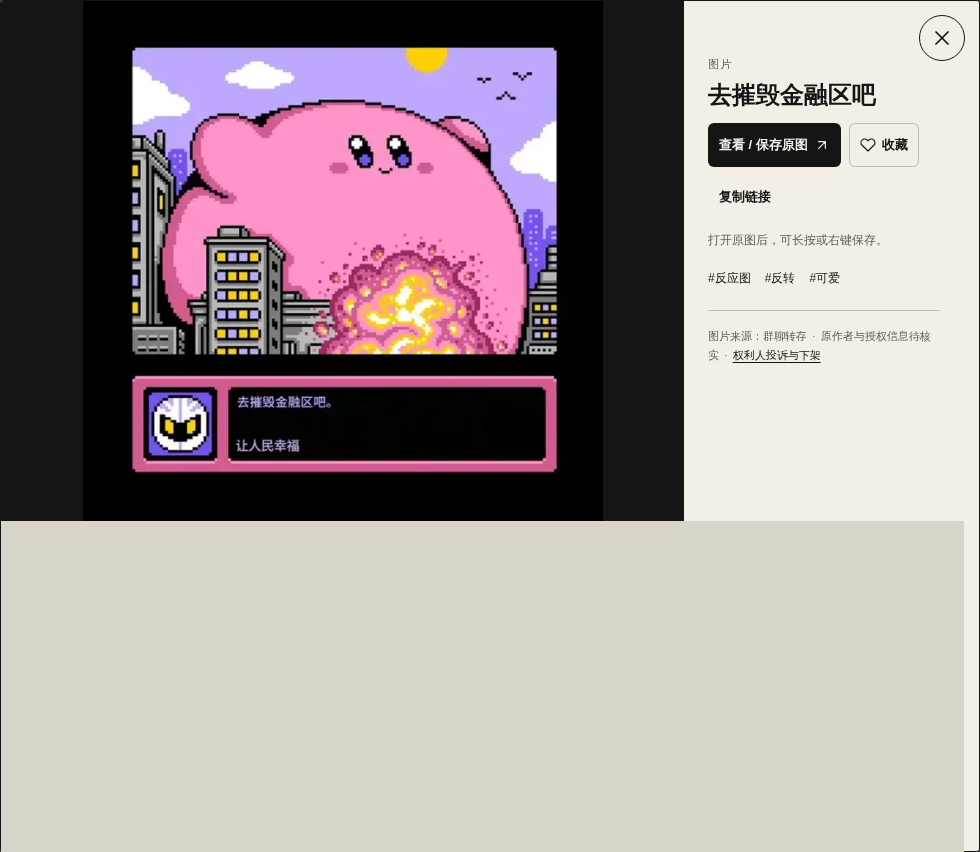 去摧毁金融区吧。
让人民幸福
图片
去摧毁金融区吧
查看 / 保存原图
收藏
复制链接
打开原图后，可长按或右键保存。
#反应图 #反转 #可爱
图片来源：群聊转存 · 原作者与授权信息待核
实 · 权利人投诉与下架